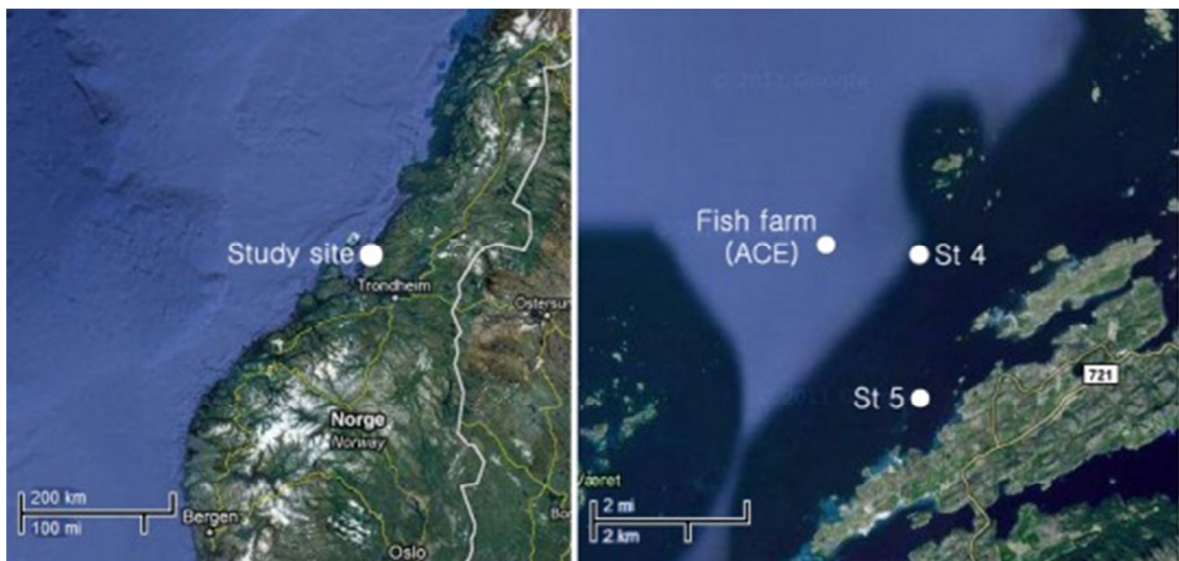 Study site
Trondheim
Norge
Norway
200 km
100 mi
Bergen
Oslo
© 2011 Google
Fish farm
(ACE)
St 4
721
St 5
Været
2 mi
2 km